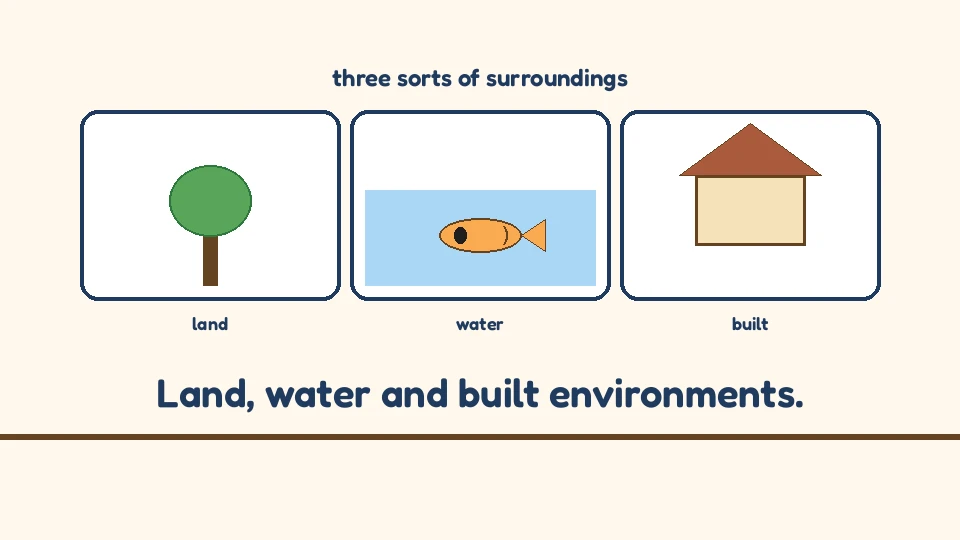 three sorts of surroundings
land
water
built
Land, water and built environments.